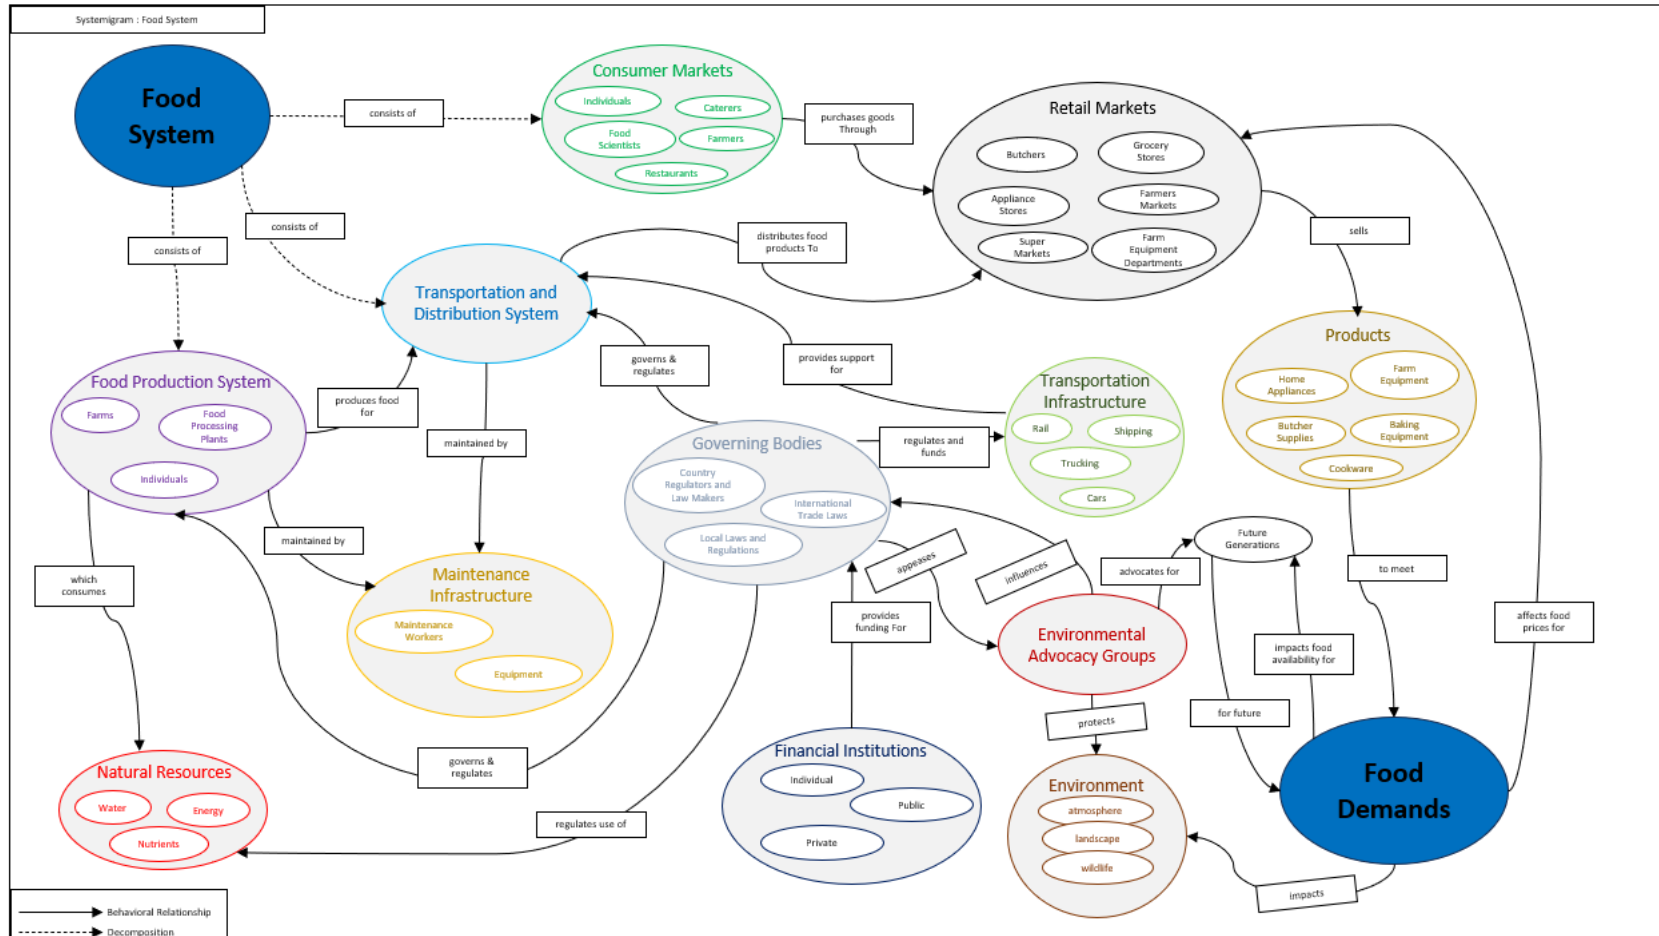 Systemigram : Food System
Food
System
consists of
Consumer Markets
Individuals
Caterers
Food
Scientists
Farmers
Restaurants
purchases goods
Through
Retail Markets
Butchers
Grocery
Stores
Appliance
Stores
Farmers
Markets
Super
Markets
Farm
Equipment
Departments
consists of
consists of
distributes food
products To
sells
Transportation and
Distribution System
governs &
regulates
provides support
for
Products
Home
Appliances
Farm
Equipment
Butcher
Supplies
Baking
Equipment
Cookware
Food Production System
Farms
Food
Processing
Plants
Individuals
produces food
for
maintained by
Transportation
Infrastructure
Rail
Shipping
Trucking
Cars
Governing Bodies
Country
Regulators and
Law Makers
International
Trade Laws
Local Laws and
Regulations
regulates and
funds
maintained by
which
consumes
Maintenance
Infrastructure
Maintenance
Workers
Equipment
appeases
influences
advocates for
Future
Generations
to meet
provides
funding For
Environmental
Advocacy Groups
impacts food
availability for
affects food
prices for
protects
for future
governs &
regulates
Natural Resources
Water
Energy
Nutrients
regulates use of
Financial Institutions
Individual
Public
Private
Environment
atmosphere
landscape
wildlife
Food
Demands
impacts
Behavioral Relationship
Decomposition